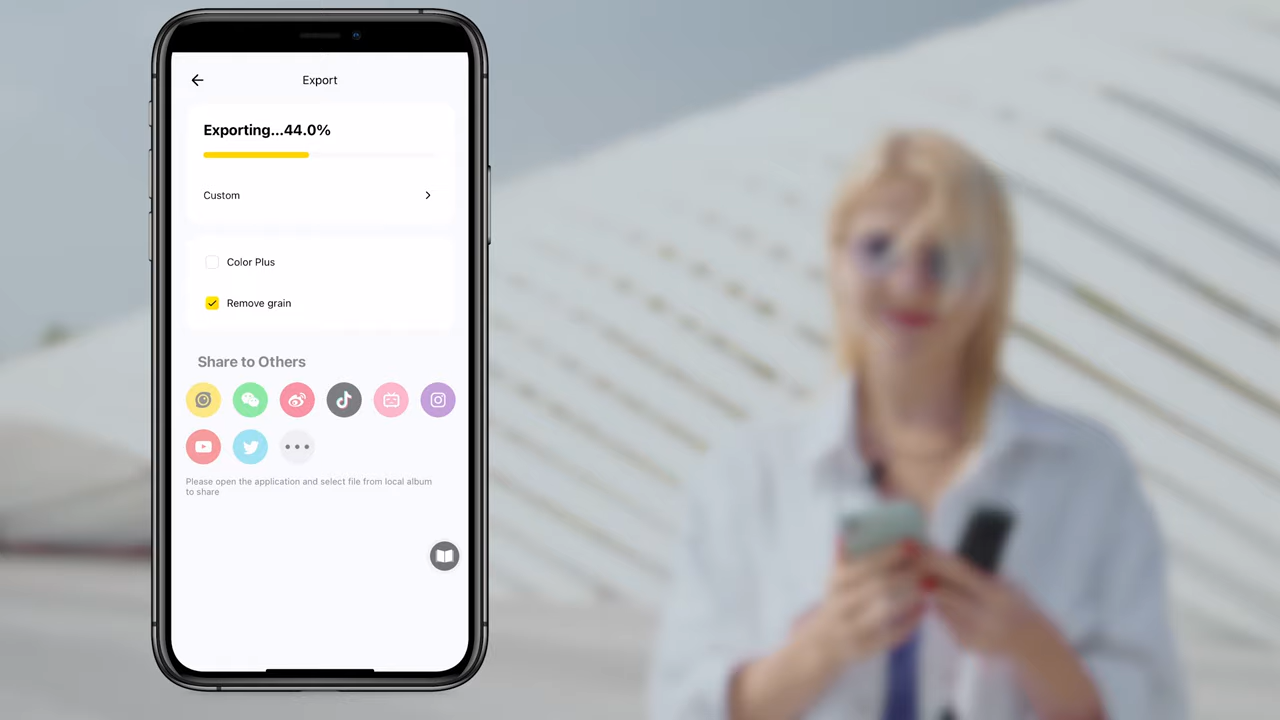 Export
Exporting...44.0%
Custom
Color Plus
Remove grain
Share to Others
Please open the application and select file from local album
to share